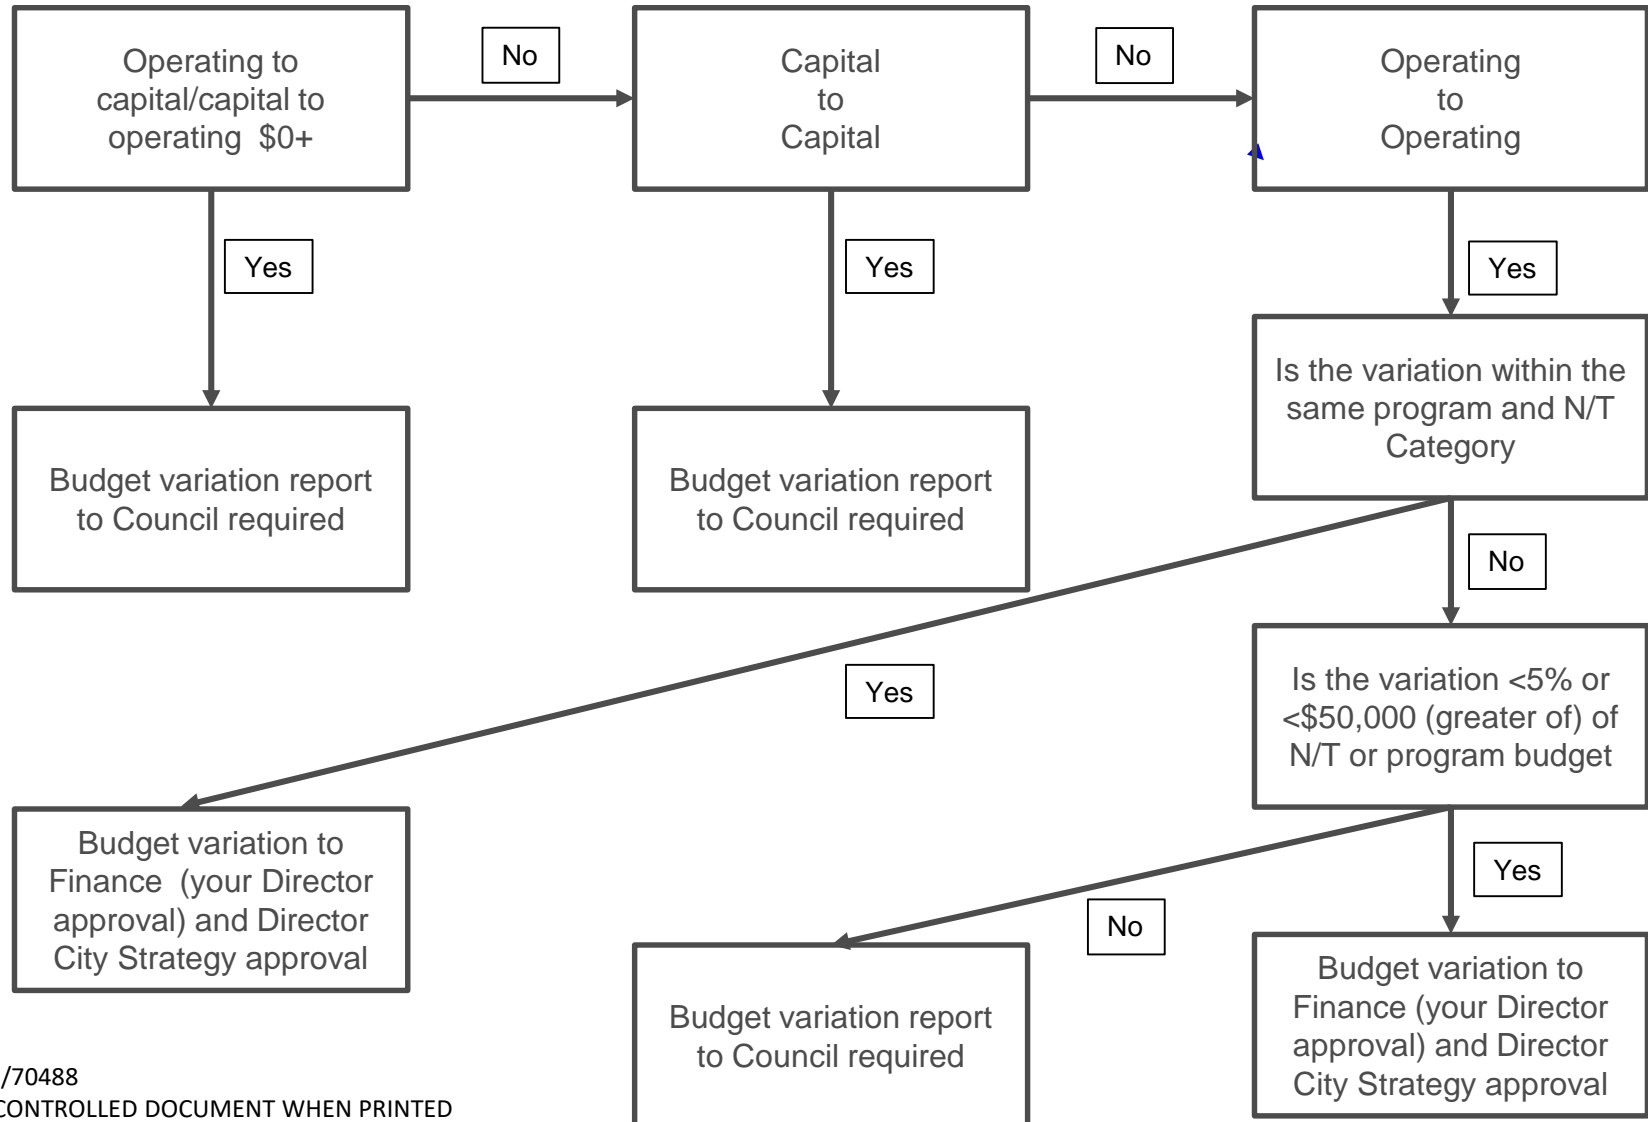 Operating to
capital/capital to
operating  $0+
No
Capital
to
Capital
No
Operating
to
Operating
Yes
Yes
Yes
Budget variation report
to Council required
Budget variation report
to Council required
Is the variation within the
same program and N/T
Category
No
Yes
Is the variation <5% or
<$50,000 (greater of) of
N/T or program budget
Budget variation to
Finance  (your Director
approval) and Director
City Strategy approval
No
Yes
Budget variation report
to Council required
Budget variation to
Finance (your Director
approval) and Director
City Strategy approval
/70488
CONTROLLED DOCUMENT WHEN PRINTED